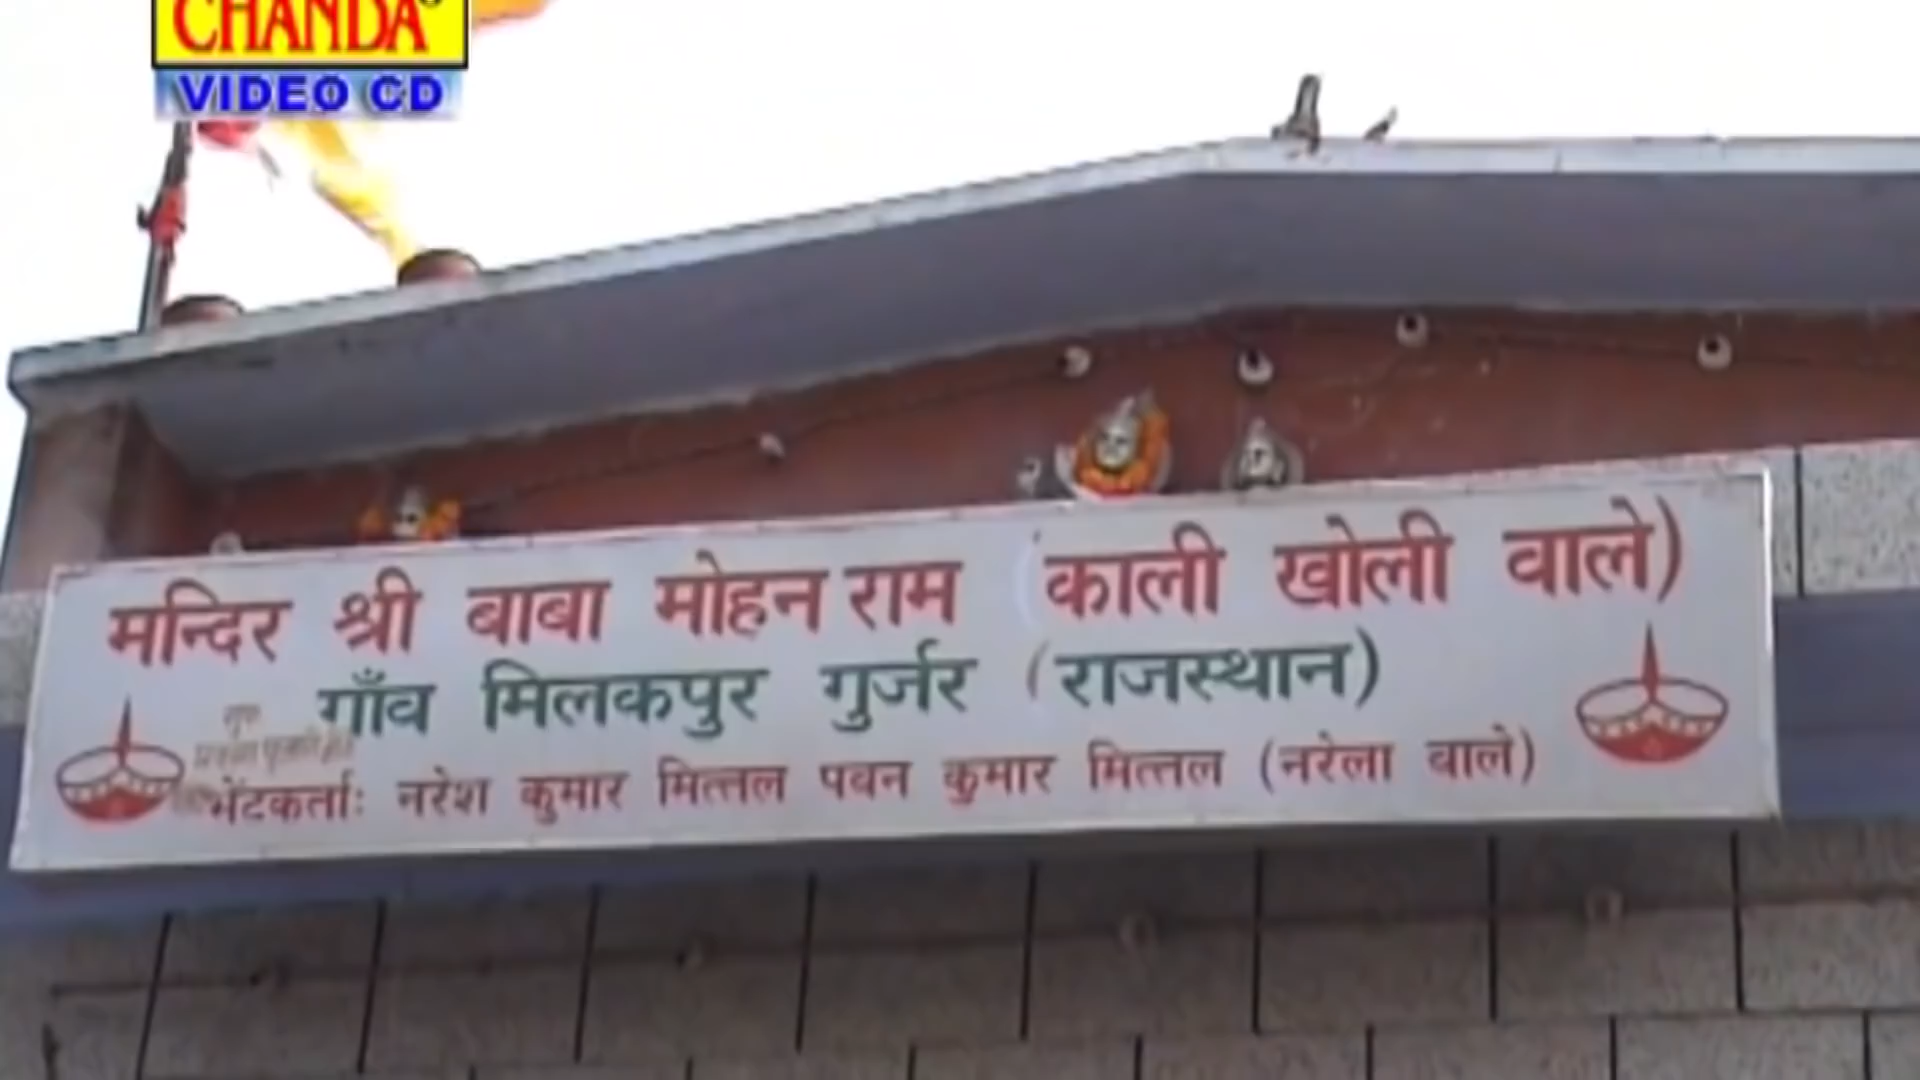 CHANDA
VIDEO CD
मन्दिर श्री बाबा मोहन राम (काली खोली वाले)
गाँव मिलकपुर गुर्जर (राजस्थान)
भेंटकर्ताः नरेश कुमार मित्तल पवन कुमार मित्तल (नरेला वाले)